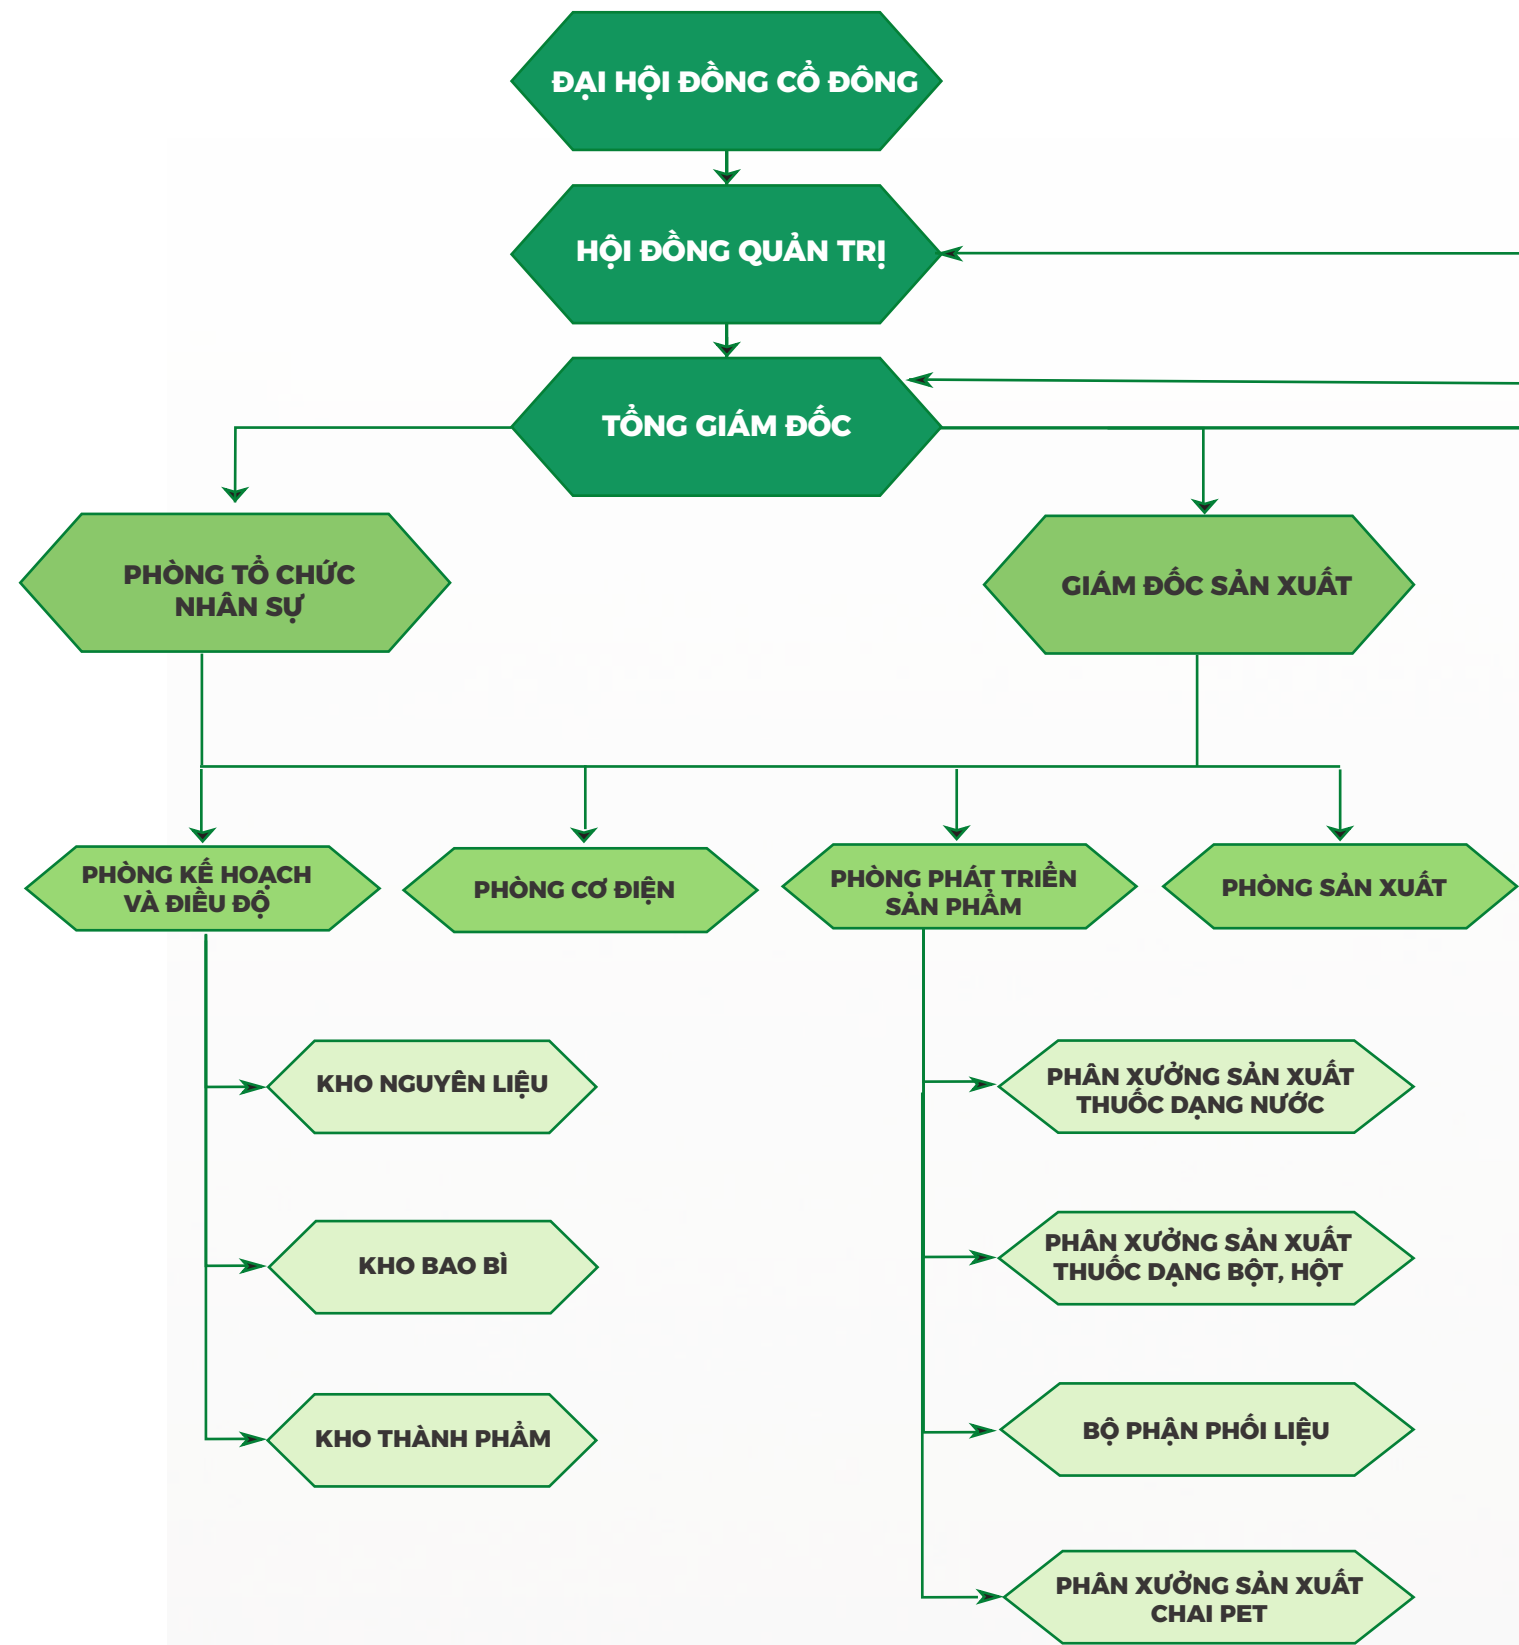 ĐẠI HỘI ĐỒNG CỔ ĐÔNG
HỘI ĐỒNG QUẢN TRỊ
TỔNG GIÁM ĐỐC
PHÒNG TỔ CHỨC
NHÂN SỰ
GIÁM ĐỐC SẢN XUẤT
PHÒNG KẾ HOẠCH
VÀ ĐIỀU ĐỘ
PHÒNG CƠ ĐIỆN
PHÒNG PHÁT TRIỂN
SẢN PHẨM
PHÒNG SẢN XUẤT
KHO NGUYÊN LIỆU
KHO BAO BÌ
KHO THÀNH PHẨM
PHÂN XƯỞNG SẢN XUẤT
THUỐC DẠNG NƯỚC
PHÂN XƯỞNG SẢN XUẤT
THUỐC DẠNG BỘT, HỘT
BỘ PHẬN PHỐI LIỆU
PHÂN XƯỞNG SẢN XUẤT
CHAI PET